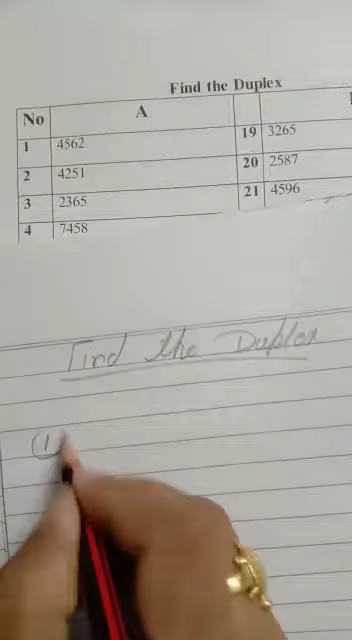 Find the Duplex
No A
1 4562 19 3265
2 4251 20 2587
3 2365 21 4596
4 7458
Find the Duplex
1